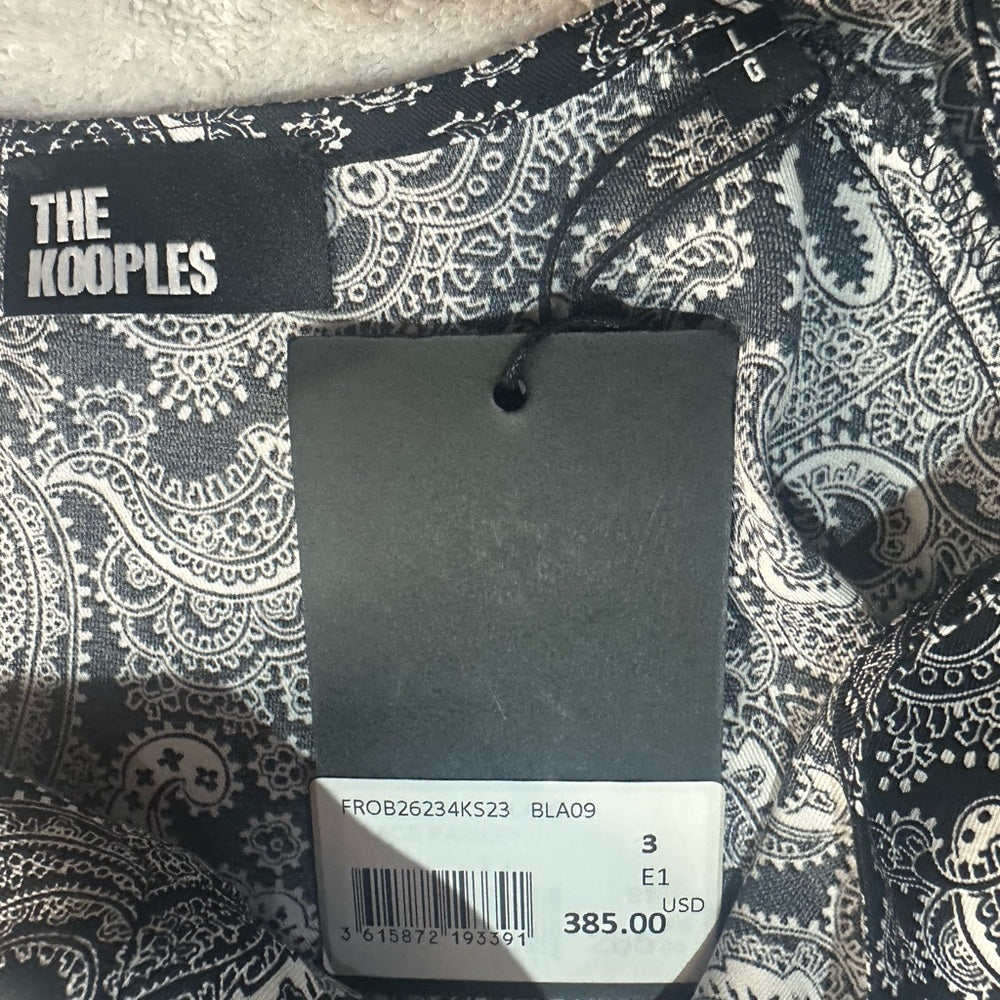 THE
KOOPLES
L
G
FROB26234KS23 BLA09
3
E1
385.00 USD
3 615872 193391